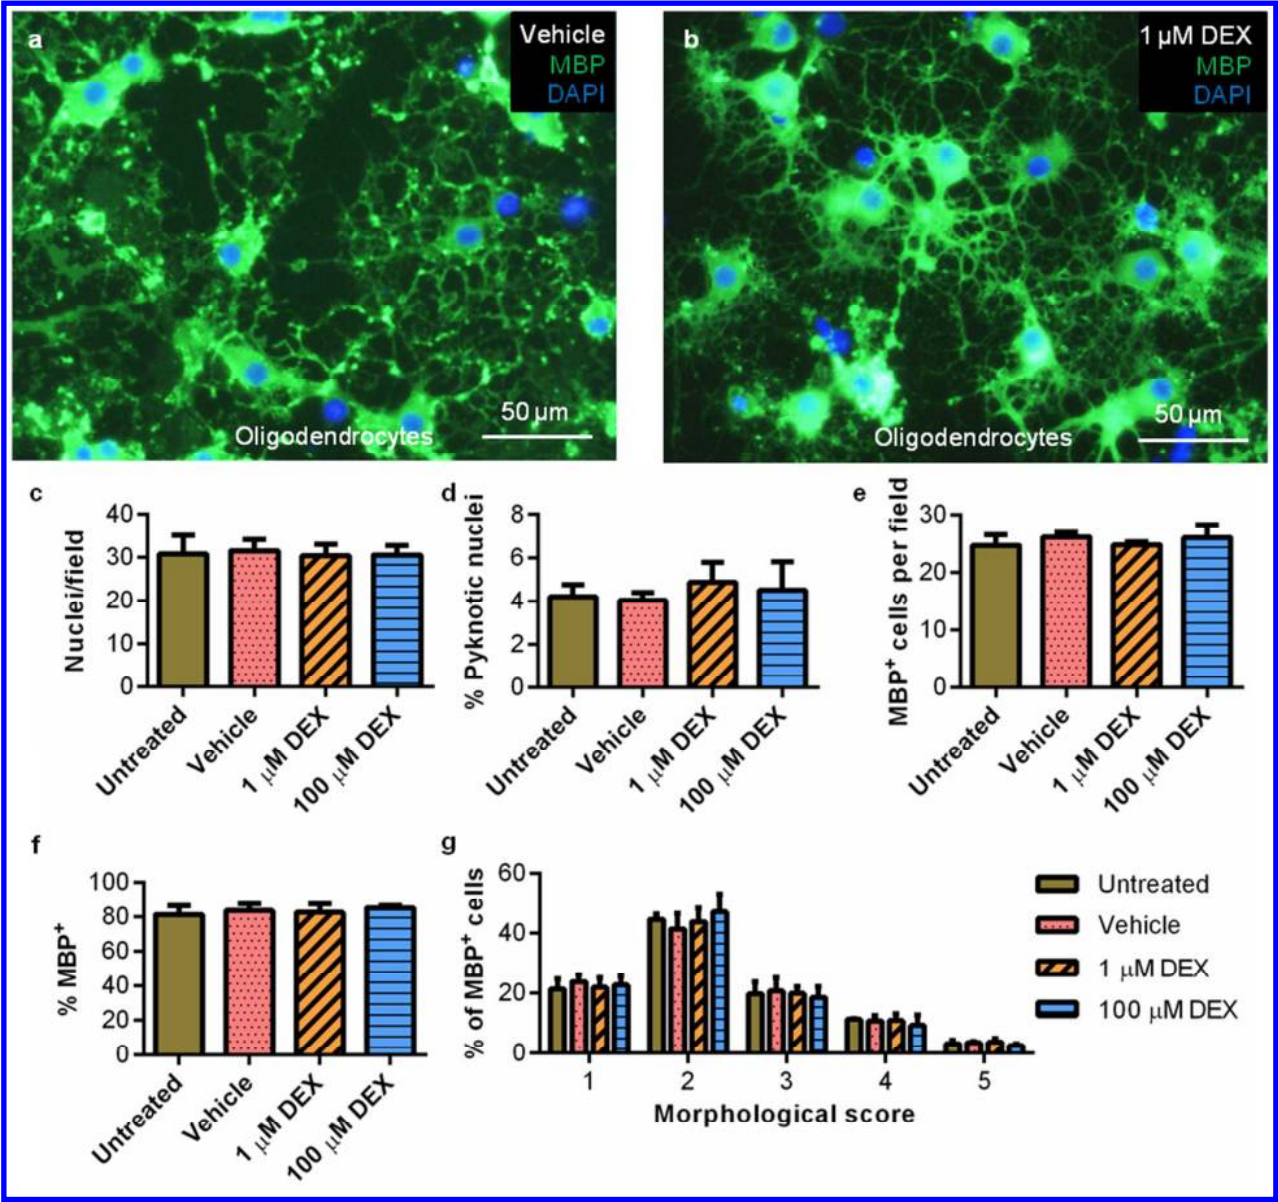 a
Vehicle
MBP
DAPI
50 µm
Oligodendrocytes
b
1 µM DEX
MBP
DAPI
50 µm
Oligodendrocytes
c
Nuclei/field
40
30
20
10
0
Untreated
Vehicle
1 µM DEX
100 µM DEX
d
% Pyknotic nuclei
8
6
4
2
0
Untreated
Vehicle
1 µM DEX
100 µM DEX
e
MBP⁺ cells per field
30
20
10
0
Untreated
Vehicle
1 µM DEX
100 µM DEX
f
% MBP⁺
100
80
60
40
20
0
Untreated
Vehicle
1 µM DEX
100 µM DEX
g
% of MBP⁺ cells
60
40
20
0
1 2 3 4 5
Morphological score
Untreated
Vehicle
1 µM DEX
100 µM DEX